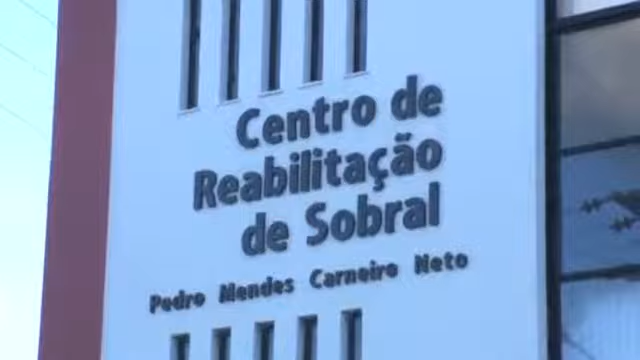 Centro de
Reabilitação
de Sobral
Pedro Mendes Carneiro Neto